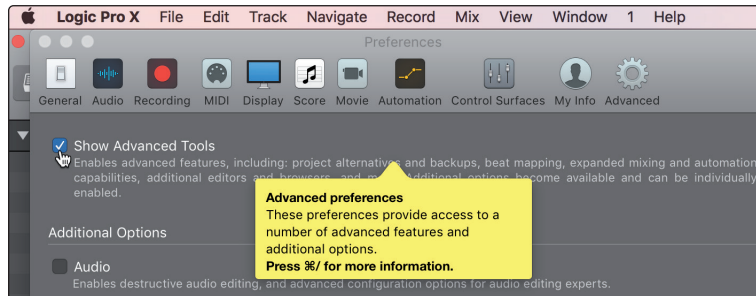 Logic Pro X File Edit Track Navigate Record Mix View Window 1 Help
Preferences
General Audio Recording MIDI Display Score Movie Automation Control Surfaces My Info Advanced
Show Advanced Tools
Enables advanced features, including: project alternatives and backups, beat mapping, expanded mixing and automation
capabilities, additional editors and browsers, and more. Additional options become available and can be individually
enabled.
Advanced preferences
These preferences provide access to a
number of advanced features and
additional options.
Press ⌘/ for more information.
Additional Options
Audio
Enables destructive audio editing, and advanced configuration options for audio editing experts.